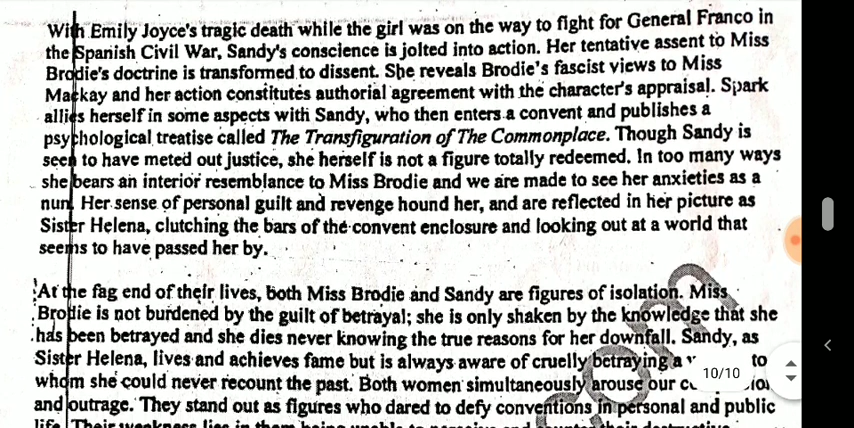 With Emily Joyce's tragic death while the girl was on the way to fight for General Franco in
the Spanish Civil War, Sandy's conscience is jolted into action. Her tentative assent to Miss
Brodie's doctrine is transformed to dissent. She reveals Brodie's fascist views to Miss
Mackay and her action constitutes authorial agreement with the character's appraisal. Spark
allies herself in some aspects with Sandy, who then enters a convent and publishes a
psychological treatise called The Transfiguration of The Commonplace. Though Sandy is
seen to have meted out justice, she herself is not a figure totally redeemed. In too many ways
she bears an interior resemblance to Miss Brodie and we are made to see her anxieties as a
nun. Her sense of personal guilt and revenge hound her, and are reflected in her picture as
Sister Helena, clutching the bars of the convent enclosure and looking out at a world that
seems to have passed her by.
At the fag end of their lives, both Miss Brodie and Sandy are figures of isolation. Miss
Brodie is not burdened by the guilt of betrayal; she is only shaken by the knowledge that she
has been betrayed and she dies never knowing the true reasons for her downfall. Sandy, as
Sister Helena, lives and achieves fame but is always aware of cruelly betraying a to
10/10
whom she could never recount the past. Both women simultaneously arouse our
and outrage. They stand out as figures who dared to defy conventions in personal and public
life. Their weakness lies in them being unable to and their
com